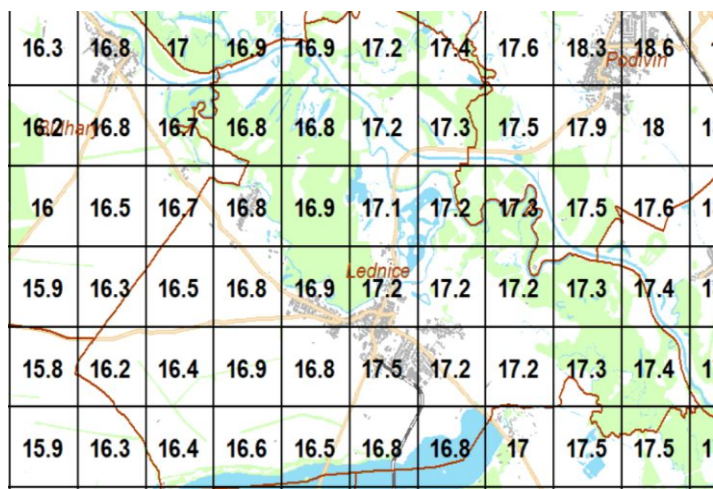 16.3 16.8 17 16.9 16.9 17.2 17.4 17.6 18.3 18.6
Podivín
16.2 16.8 16.7 16.8 16.8 17.2 17.3 17.5 17.9 18 1
Bulhary
16 16.5 16.7 16.8 16.9 17.1 17.2 17.3 17.5 17.6 1
Lednice
15.9 16.3 16.5 16.8 16.9 17.2 17.2 17.2 17.3 17.4 1
15.8 16.2 16.4 16.9 16.8 17.5 17.2 17.2 17.3 17.4 1
15.9 16.3 16.4 16.6 16.5 16.8 16.8 17 17.5 17.5 1